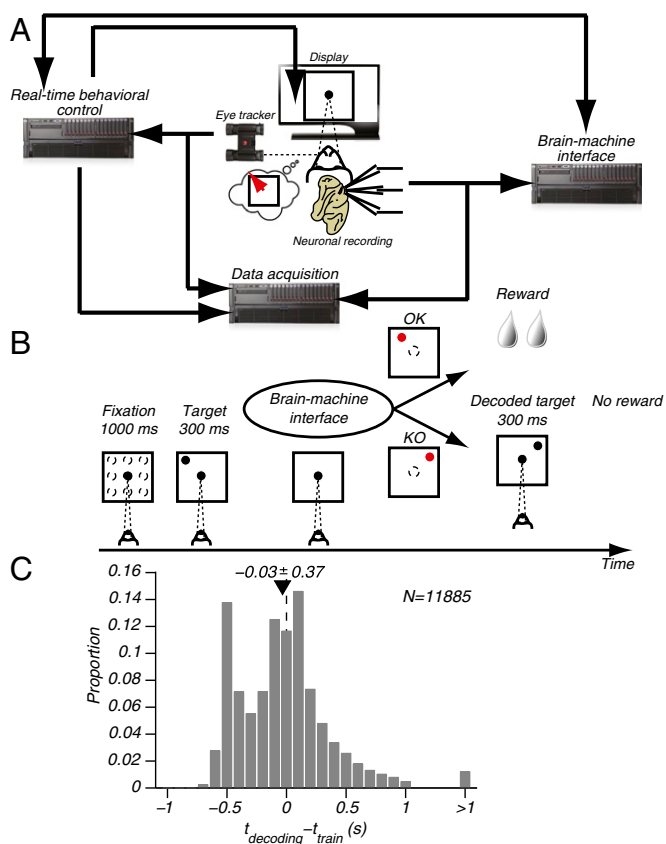 A
Display
Real-time behavioral
control
Eye tracker
Brain-machine
interface
Neuronal recording
Data acquisition
Reward
B
OK
Fixation
1000 ms
Target
300 ms
Brain-machine
interface
Decoded target
300 ms
No reward
KO
Time
C
−0.03 ± 0.37
N=11885
Proportion
0.16
0.14
0.12
0.1
0.08
0.06
0.04
0.02
0
−1
−0.5
0
0.5
1
>1
tdecoding−ttrain (s)